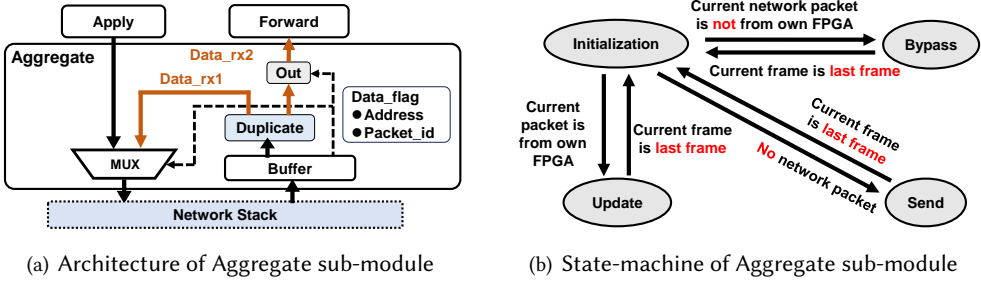 Apply
Forward
Aggregate
Data_rx2
Data_rx1
Out
Data_flag
●Address
●Packet_id
Duplicate
MUX
Buffer
Network Stack
(a) Architecture of Aggregate sub-module
Current network packet
is not from own FPGA
Initialization
Bypass
Current frame is last frame
Current
packet is
from own
FPGA
Current frame
is last frame
Current frame
is last frame
No network packet
Update
Send
(b) State-machine of Aggregate sub-module